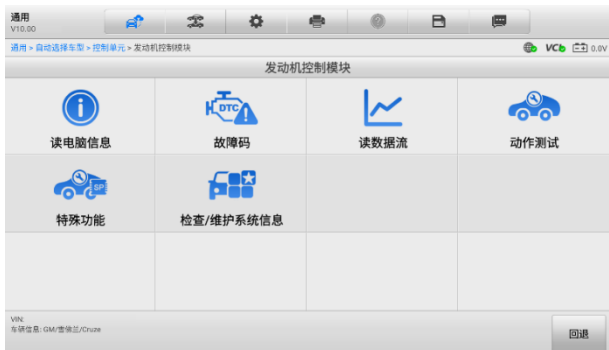 通用
V10.00
通用 > 自动选择车型 > 控制单元 > 发动机控制模块
VCb 0.0V
发动机控制模块
读电脑信息
DTC
故障码
读数据流
动作测试
SP
特殊功能
检查/维护系统信息
VIN:
车辆信息: GM/雪佛兰/Cruze
回退